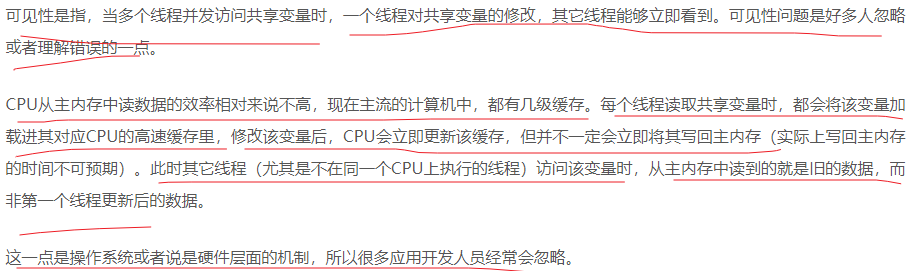 可见性是指，当多个线程并发访问共享变量时，一个线程对共享变量的修改，其它线程能够立即看到。可见性问题是好多人忽略
或者理解错误的一点。
CPU从主内存中读数据的效率相对来说不高，现在主流的计算机中，都有几级缓存。每个线程读取共享变量时，都会将该变量加
载进其对应CPU的高速缓存里，修改该变量后，CPU会立即更新该缓存，但并不一定会立即将其写回主内存（实际上写回主内存
的时间不可预期）。此时其它线程（尤其是不在同一个CPU上执行的线程）访问该变量时，从主内存中读到的就是旧的数据，而
非第一个线程更新后的数据。
这一点是操作系统或者说是硬件层面的机制，所以很多应用开发人员经常会忽略。